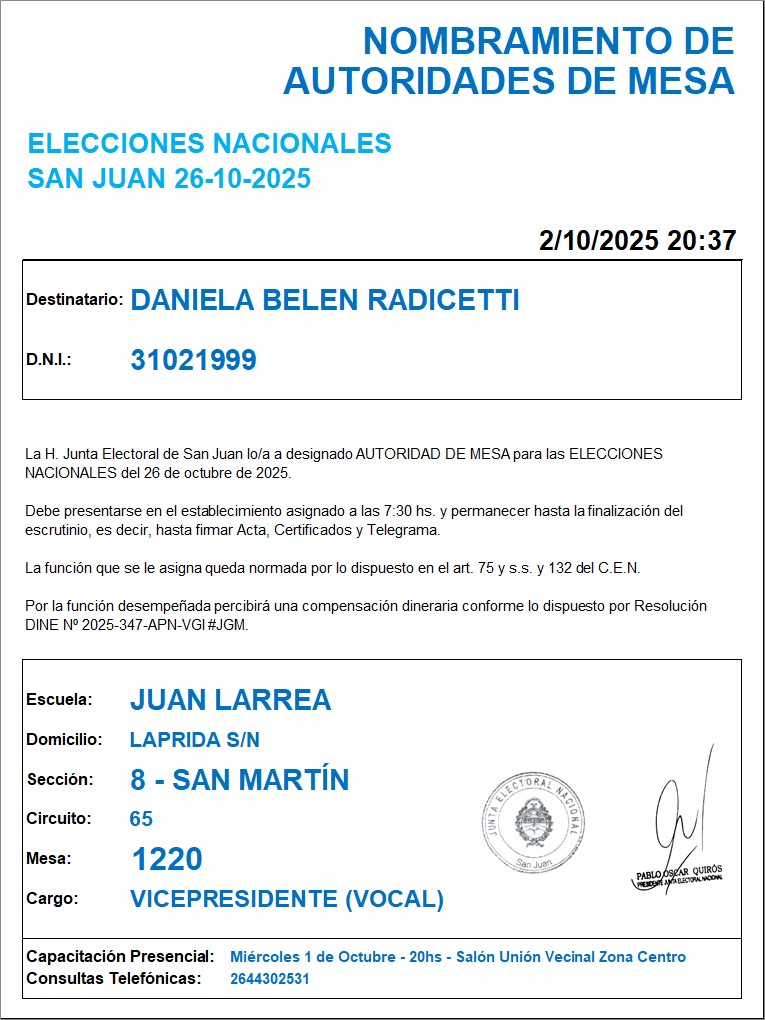 NOMBRAMIENTO DE
AUTORIDADES DE MESA
ELECCIONES NACIONALES
SAN JUAN 26-10-2025
2/10/2025 20:37
Destinatario: DANIELA BELEN RADICETTI
D.N.I.: 31021999
La H. Junta Electoral de San Juan lo/a a designado AUTORIDAD DE MESA para las ELECCIONES
NACIONALES del 26 de octubre de 2025.
Debe presentarse en el establecimiento asignado a las 7:30 hs. y permanecer hasta la finalización del
escrutinio, es decir, hasta firmar Acta, Certificados y Telegrama.
La función que se le asigna queda normada por lo dispuesto en el art. 75 y s.s. y 132 del C.E.N.
Por la función desempeñada percibirá una compensación dineraria conforme lo dispuesto por Resolución
DINE Nº 2025-347-APN-VGI#JGM.
Escuela: JUAN LARREA
Domicilio: LAPRIDA S/N
Sección: 8 - SAN MARTÍN
Circuito: 65
Mesa: 1220
Cargo: VICEPRESIDENTE (VOCAL)
JUNTA ELECTORAL NACIONAL
San Juan
PABLO OSCAR QUIRÓS
PRESIDENTE JUNTA ELECTORAL NACIONAL
Capacitación Presencial: Miércoles 1 de Octubre - 20hs - Salón Unión Vecinal Zona Centro
Consultas Telefónicas: 2644302531